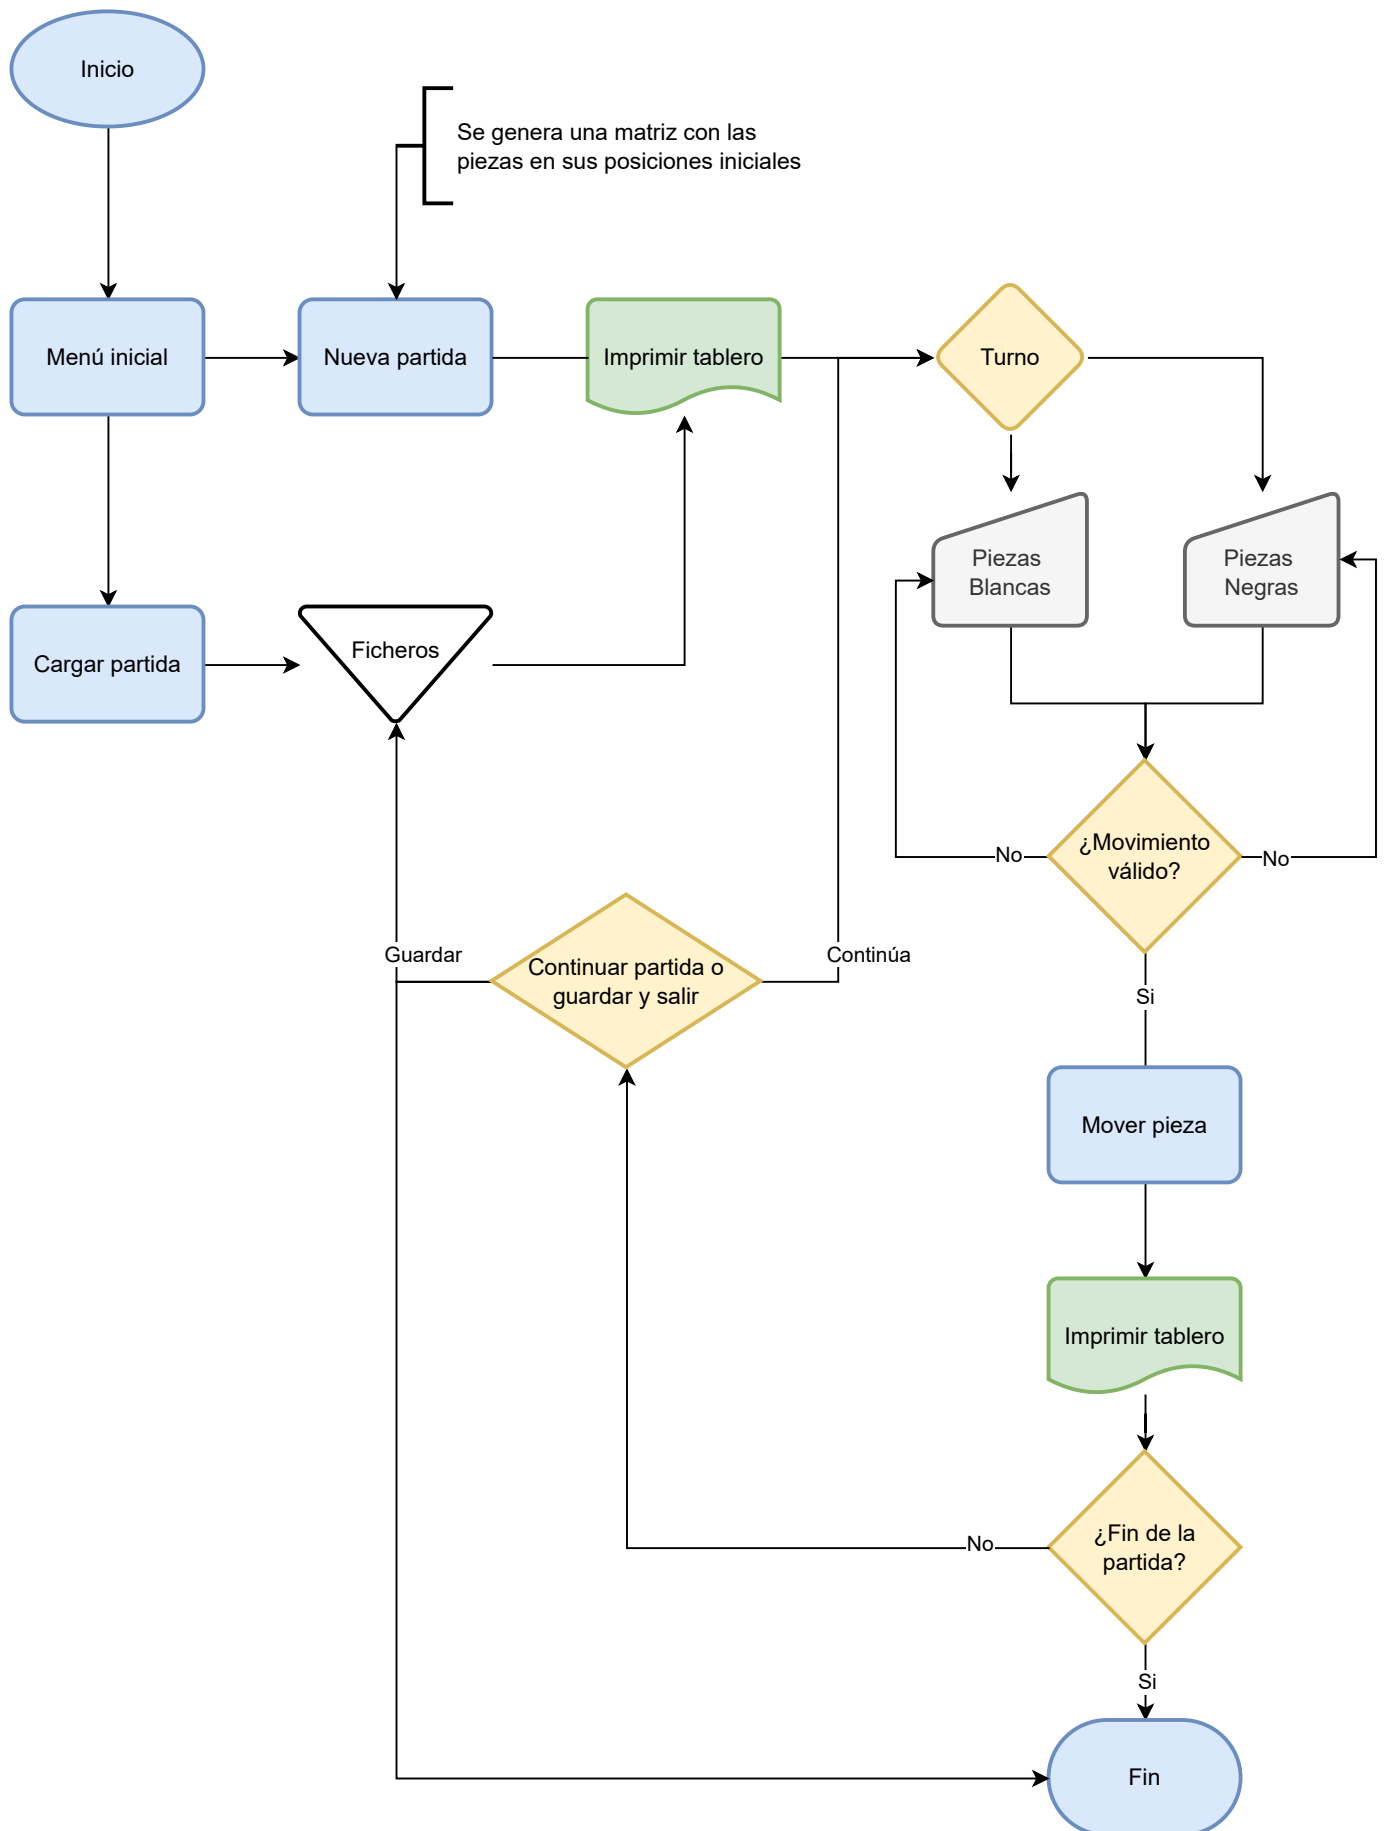 Inicio
Se genera una matriz con las
piezas en sus posiciones iniciales
Menú inicial
Nueva partida
Imprimir tablero
Turno
Piezas
Blancas
Piezas
Negras
Cargar partida
Ficheros
¿Movimiento
válido?
No
No
Guardar
Continuar partida o
guardar y salir
Continúa
Si
Mover pieza
Imprimir tablero
¿Fin de la
partida?
No
Si
Fin